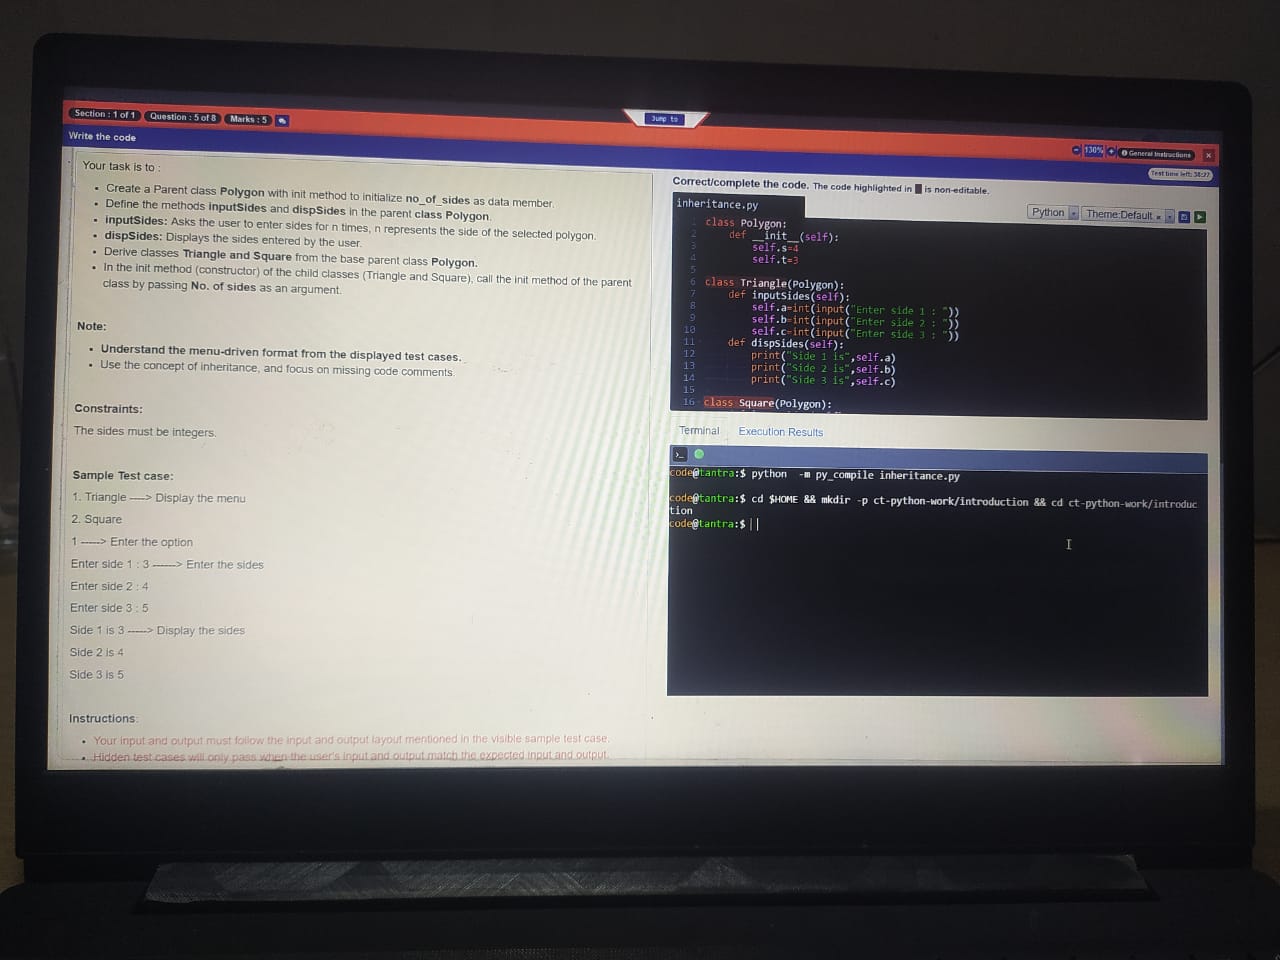 Section : 1 of 1 Question : 5 of 8 Marks : 5
Jump to
Write the code
130% General Instructions
Test time left: 38:27
Your task is to :
• Create a Parent class Polygon with init method to initialize no_of_sides as data member.
• Define the methods inputSides and dispSides in the parent class Polygon.
• inputSides: Asks the user to enter sides for n times, n represents the side of the selected polygon.
• dispSides: Displays the sides entered by the user.
• Derive classes Triangle and Square from the base parent class Polygon.
• In the init method (constructor) of the child classes (Triangle and Square), call the init method of the parent
class by passing No. of sides as an argument.
Note:
• Understand the menu-driven format from the displayed test cases.
• Use the concept of inheritance, and focus on missing code comments.
Constraints:
The sides must be integers.
Sample Test case:
1. Triangle ----> Display the menu
2. Square
1 -----> Enter the option
Enter side 1 : 3 ------> Enter the sides
Enter side 2 : 4
Enter side 3 : 5
Side 1 is 3 -----> Display the sides
Side 2 is 4
Side 3 is 5
Instructions:
• Your input and output must follow the input and output layout mentioned in the visible sample test case.
• Hidden test cases will only pass when the user's input and output match the expected input and output.
Correct/complete the code. The code highlighted in is non-editable.
inheritance.py
Python Theme:Default
1 class Polygon:
2 def __init__(self):
3 self.s=4
4 self.t=3
5
6 class Triangle(Polygon):
7 def inputSides(self):
8 self.a=int(input("Enter side 1 : "))
9 self.b=int(input("Enter side 2 : "))
10 self.c=int(input("Enter side 3 : "))
11 def dispSides(self):
12 print("Side 1 is",self.a)
13 print("Side 2 is",self.b)
14 print("Side 3 is",self.c)
15
16 class Square(Polygon):
Terminal Execution Results
code@tantra:$ python -m py_compile inheritance.py
code@tantra:$ cd $HOME && mkdir -p ct-python-work/introduction && cd ct-python-work/introduc
tion
code@tantra:$